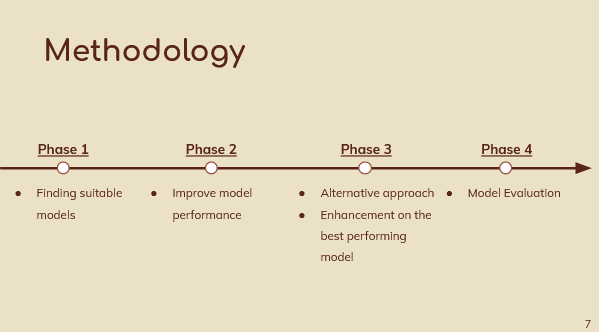 Methodology
Phase 1
Phase 2
Phase 3
Phase 4
● Finding suitable
models
● Improve model
performance
● Alternative approach
● Enhancement on the
best performing
model
● Model Evaluation
7